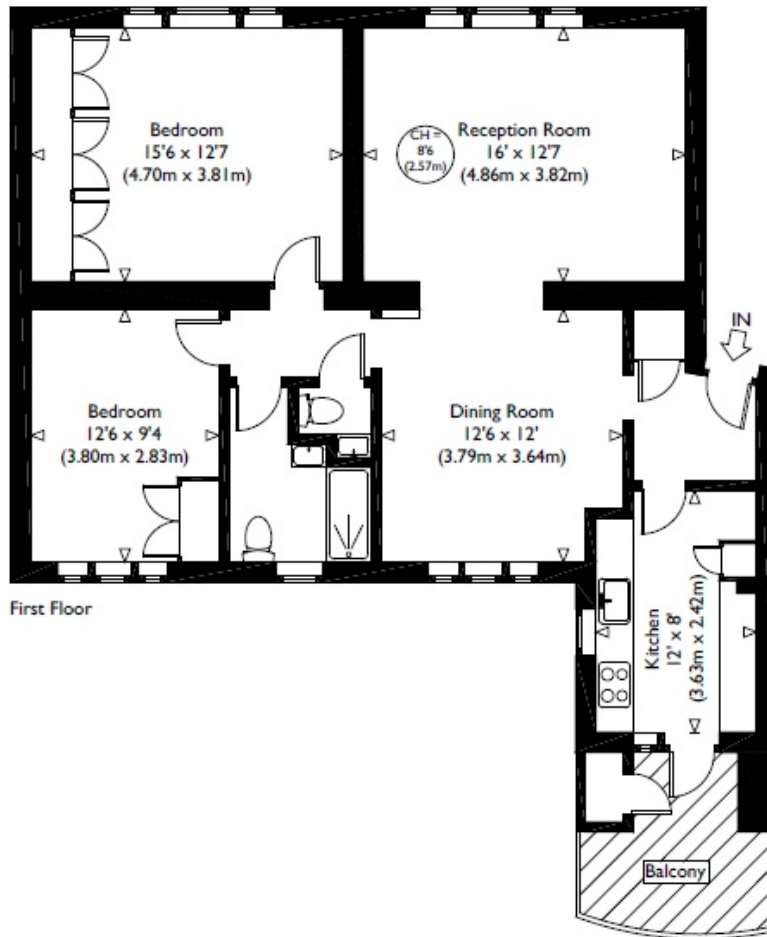 Bedroom
15'6 x 12'7
(4.70m x 3.81m)
CH =
8'6
(2.57m)
Reception Room
16' x 12'7
(4.86m x 3.82m)
IN
Bedroom
12'6 x 9'4
(3.80m x 2.83m)
Dining Room
12'6 x 12'
(3.79m x 3.64m)
First Floor
Kitchen
12' x 8'
(3.63m x 2.42m)
Balcony